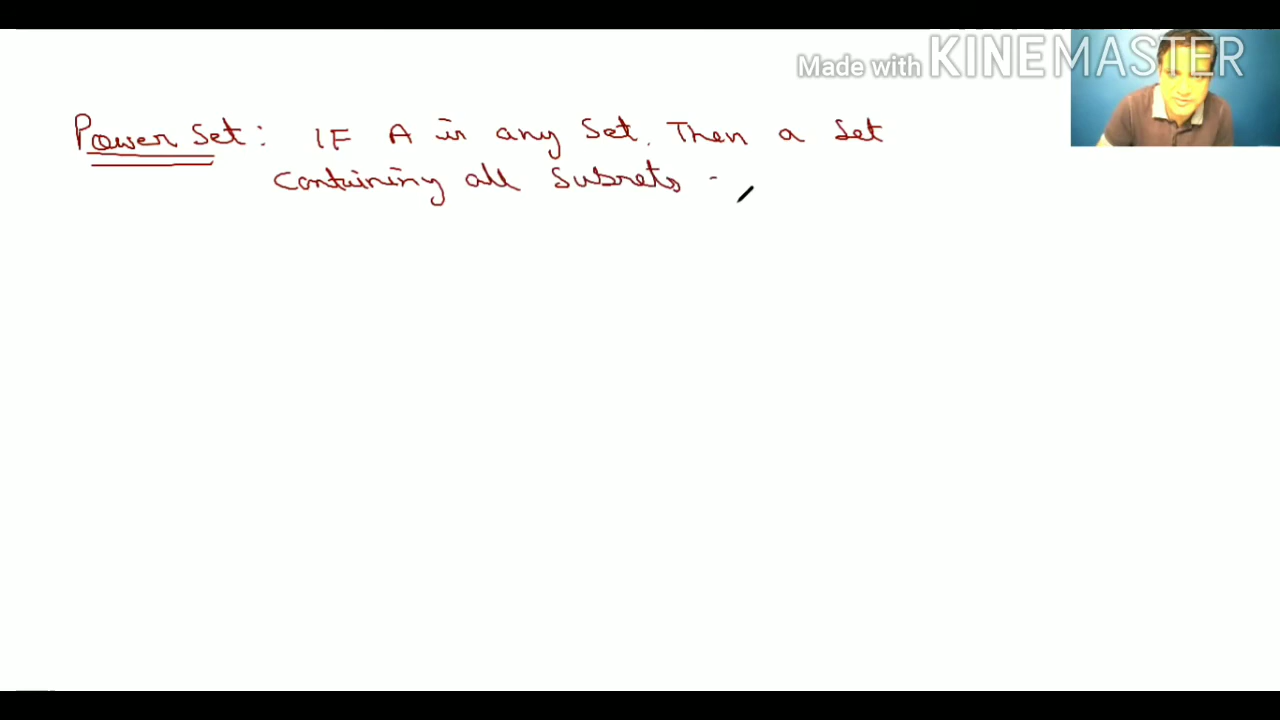 Made with KINEMASTER
Power Set : IF A is any Set. Then a Set
Containing all Subsets -